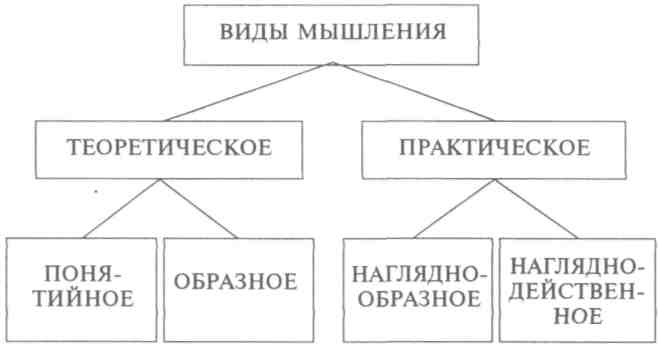 ВИДЫ МЫШЛЕНИЯ
ТЕОРЕТИЧЕСКОЕ
ПРАКТИЧЕСКОЕ
ПОНЯ-
ТИЙНОЕ
ОБРАЗНОЕ
НАГЛЯДНО-
ОБРАЗНОЕ
НАГЛЯДНО-
ДЕЙСТВЕН-
НОЕ